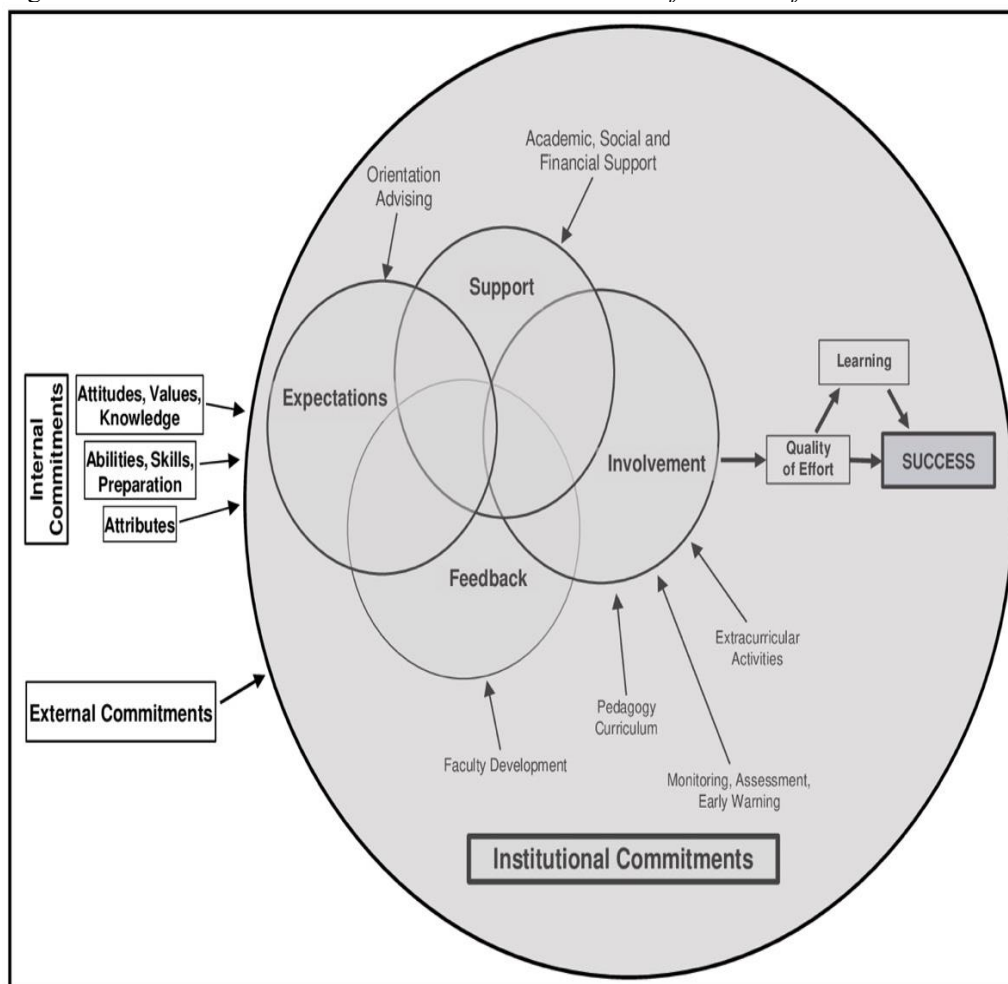 Academic, Social and
Financial Support
Orientation
Advising
Support
Expectations
Involvement
Feedback
Learning
Quality
of Effort
SUCCESS
Internal
Commitments
Attitudes, Values,
Knowledge
Abilities, Skills,
Preparation
Attributes
External Commitments
Extracurricular
Activities
Pedagogy
Curriculum
Faculty Development
Monitoring, Assessment,
Early Warning
Institutional Commitments